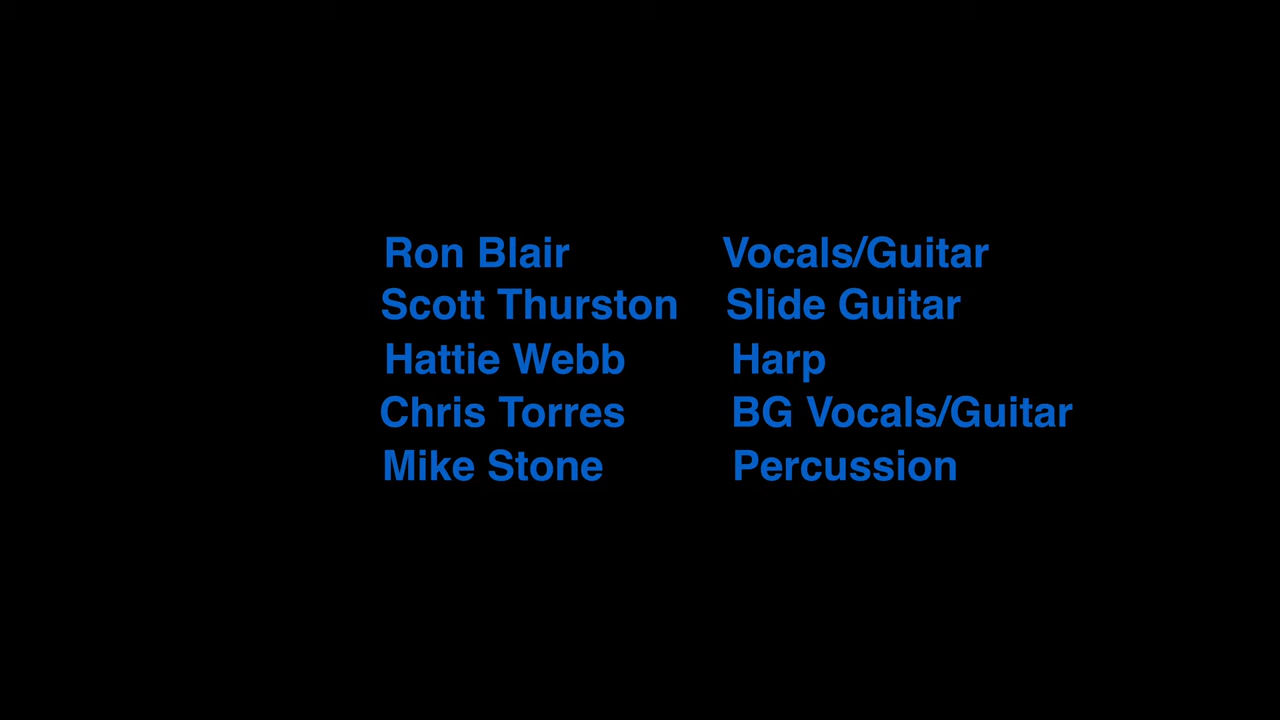 Ron Blair Vocals/Guitar
Scott Thurston Slide Guitar
Hattie Webb Harp
Chris Torres BG Vocals/Guitar
Mike Stone Percussion